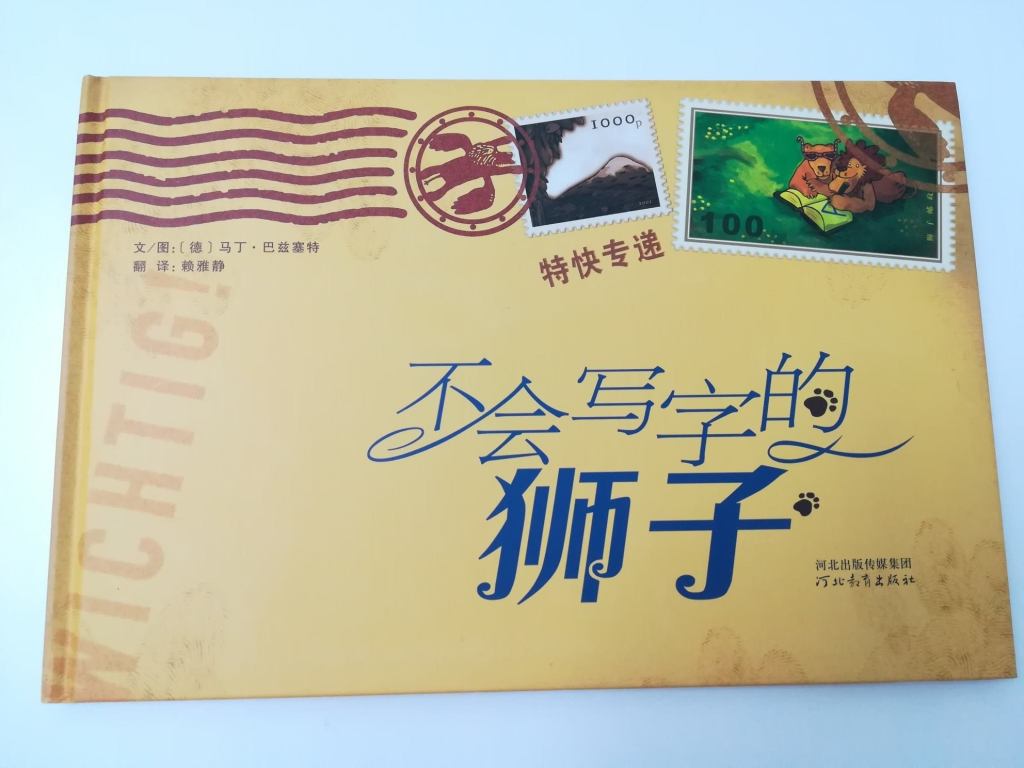 1000p
100
文/图:〔德〕马丁·巴兹塞特
翻 译:赖雅静
特快专递
WICHTIG!
不会写字的
狮子
河北出版传媒集团
河北教育出版社